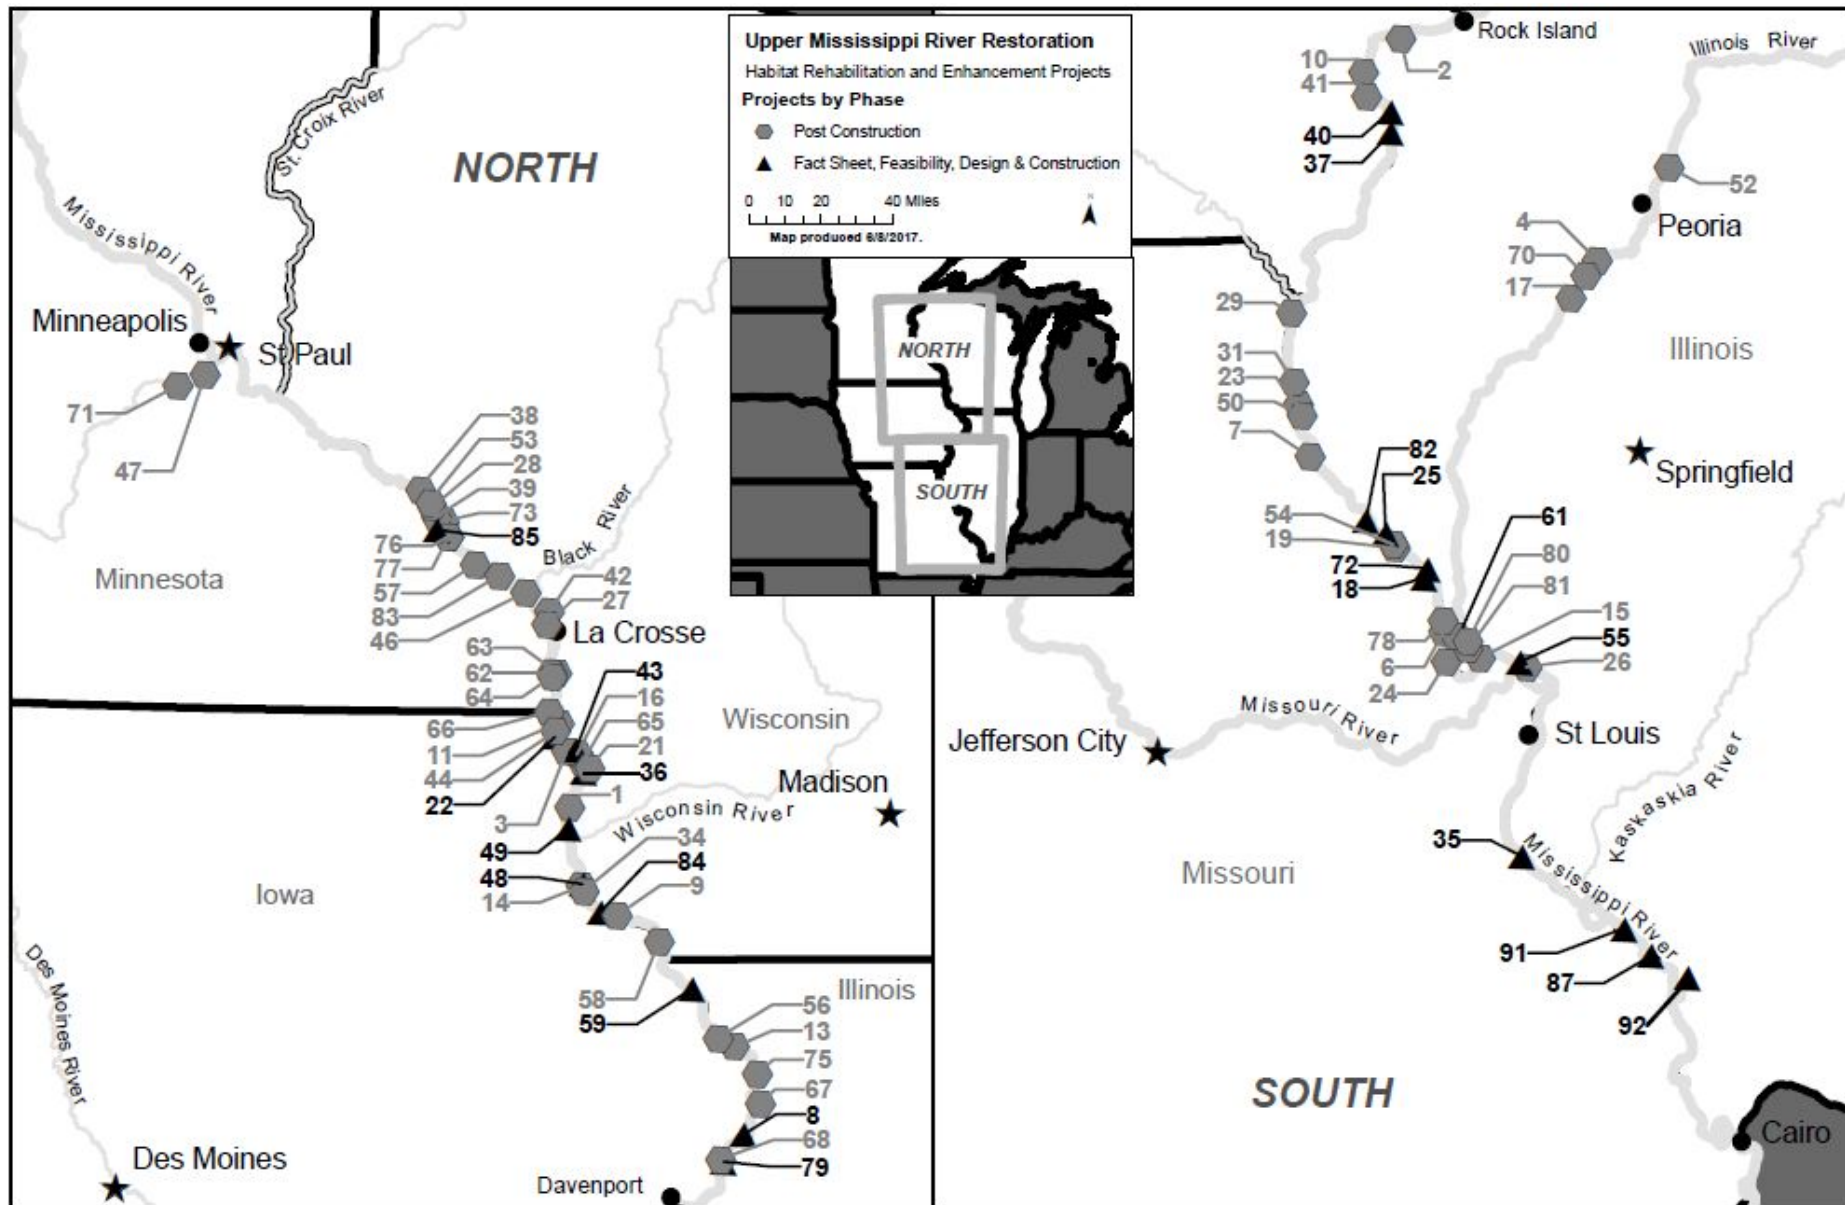 Upper Mississippi River Restoration
Habitat Rehabilitation and Enhancement Projects
Projects by Phase
Post Construction
Fact Sheet, Feasibility, Design & Construction
0 10 20 40 Miles
N
Map produced 6/8/2017.
NORTH
SOUTH
NORTH
St. Croix River
Mississippi River
Minneapolis
St Paul
71
47
38
53
28
39
73
85
76
77
57
83
46
Black River
42
27
Minnesota
La Crosse
63
62
64
43
16
65
21
36
66
11
44
22
Wisconsin
Madison
1
3
Wisconsin River
49
34
84
48
9
14
Iowa
Des Moines River
58
59
Illinois
56
13
75
67
8
68
79
Des Moines
Davenport
Rock Island
Illinois River
10
41
2
40
37
52
Peoria
4
70
17
29
31
23
50
7
Illinois
82
25
Springfield
54
19
61
80
72
18
81
15
78
55
6
26
24
Missouri River
Jefferson City
St Louis
Kaskaskia River
35
Mississippi River
Missouri
91
87
92
SOUTH
Cairo